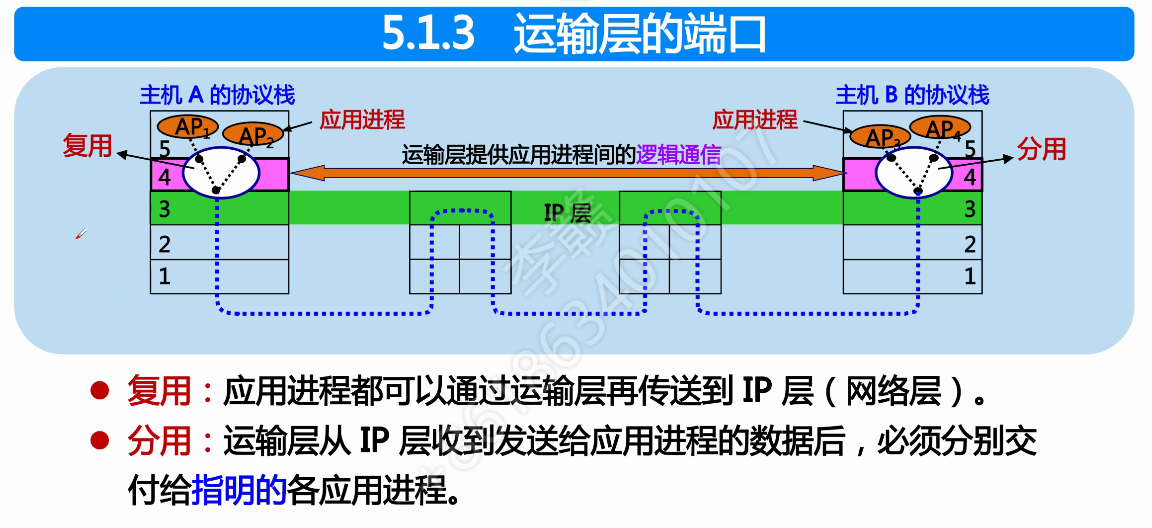 5.1.3 运输层的端口
主机 A 的协议栈
主机 B 的协议栈
AP1
AP2
应用进程
应用进程
AP3
AP4
复用
分用
运输层提供应用进程间的逻辑通信
5
4
3
2
1
IP 层
5
4
3
2
1
复用：应用进程都可以通过运输层再传送到 IP 层（网络层）。
分用：运输层从 IP 层收到发送给应用进程的数据后，必须分别交
付给指明的各应用进程。